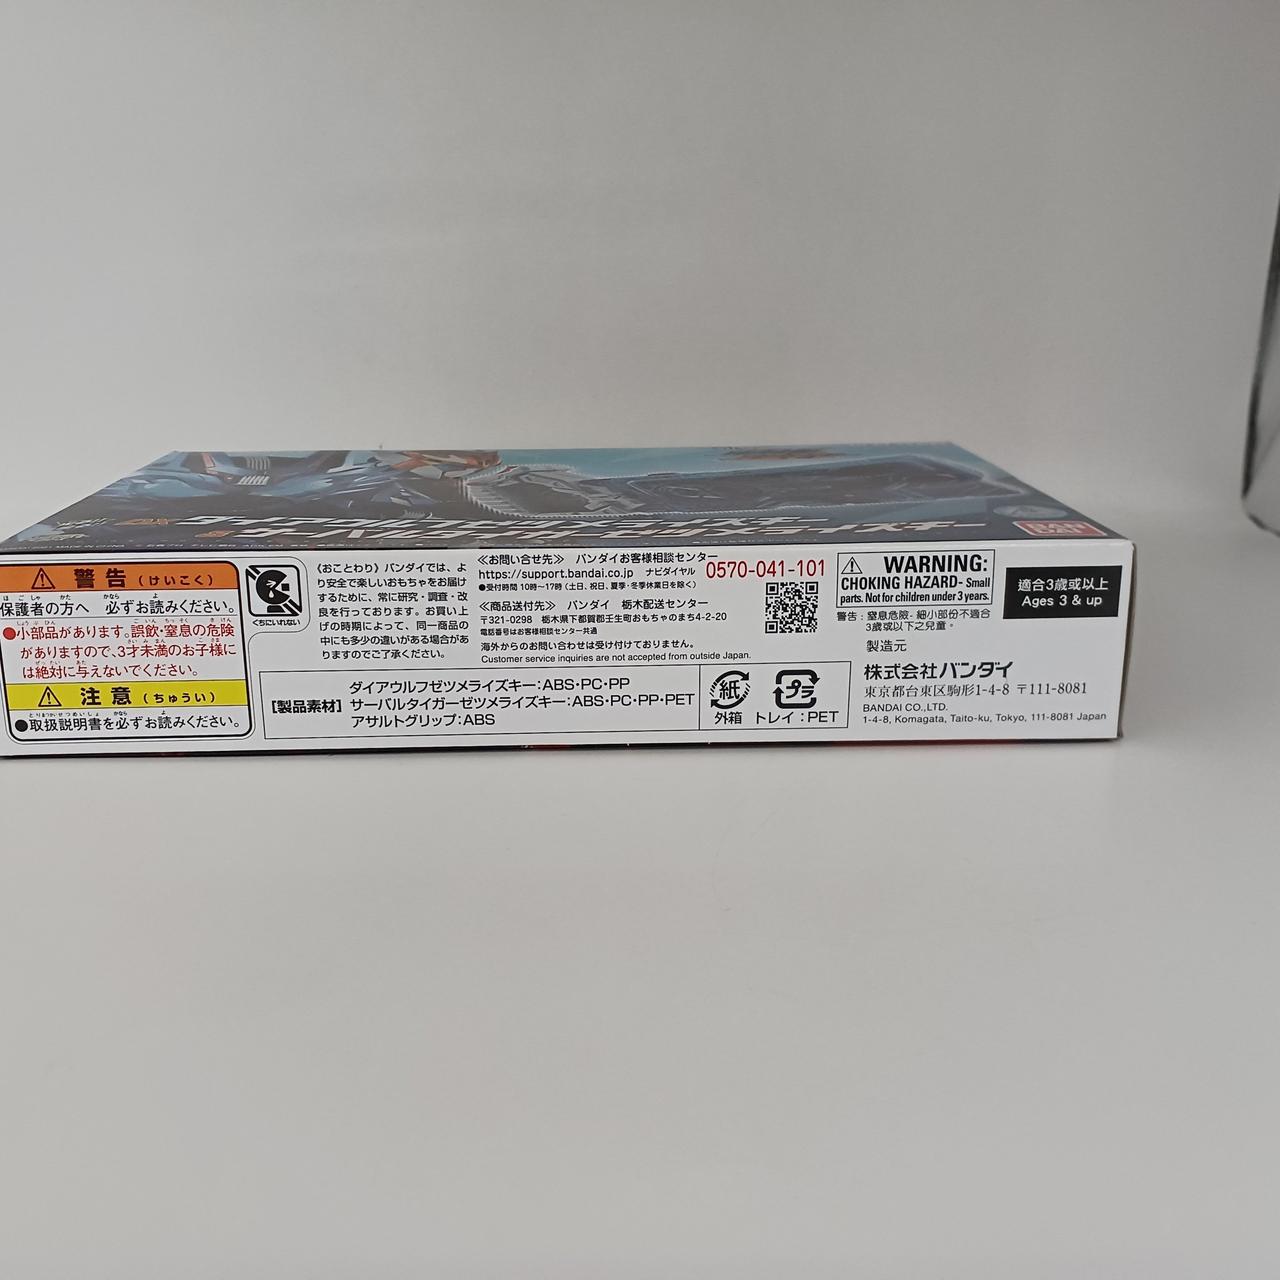 BAN
DAI
警告（けいこく）
保護者の方へ 必ずお読みください。
●小部品があります。誤飲・窒息の危険
がありますので、3才未満のお子様に
は絶対に与えないでください。
注意（ちゅうい）
●取扱説明書を必ずお読みください。
くちにいれない
《おことわり》バンダイでは、よ
り安全で楽しいおもちゃをお届け
するために、常に研究・調査・改
良を行っております。お買い上
げの時期によって、同一商品の
中にも多少の違いがある場合があ
りますのでご了承ください。
≪お問い合せ先≫ バンダイお客様相談センター
https://support.bandai.co.jp ナビダイヤル 0570-041-101
●受付時間 10時～17時（土日、祝日、夏季・冬季休業日を除く）
≪商品送付先≫ バンダイ 栃木配送センター
〒321-0298 栃木県下都賀郡壬生町おもちゃのまち4-2-20
電話番号はお客様相談センター共通
海外からのお問い合わせは受け付けておりません。
Customer service inquiries are not accepted from outside Japan.
[製品素材]
ダイアウルフゼツメライズキー：ABS・PC・PP
サーバルタイガーゼツメライズキー：ABS・PC・PP・PET
アサルトグリップ：ABS
紙
外箱
プラ
トレイ：PET
WARNING:
CHOKING HAZARD- Small
parts. Not for children under 3 years.
警告：窒息危險- 細小部份不適合
3歲或以下之兒童。
適合3歲或以上
Ages 3 & up
製造元
株式会社バンダイ
東京都台東区駒形1-4-8 〒111-8081
BANDAI CO.,LTD.
1-4-8, Komagata, Taito-ku, Tokyo, 111-8081 Japan